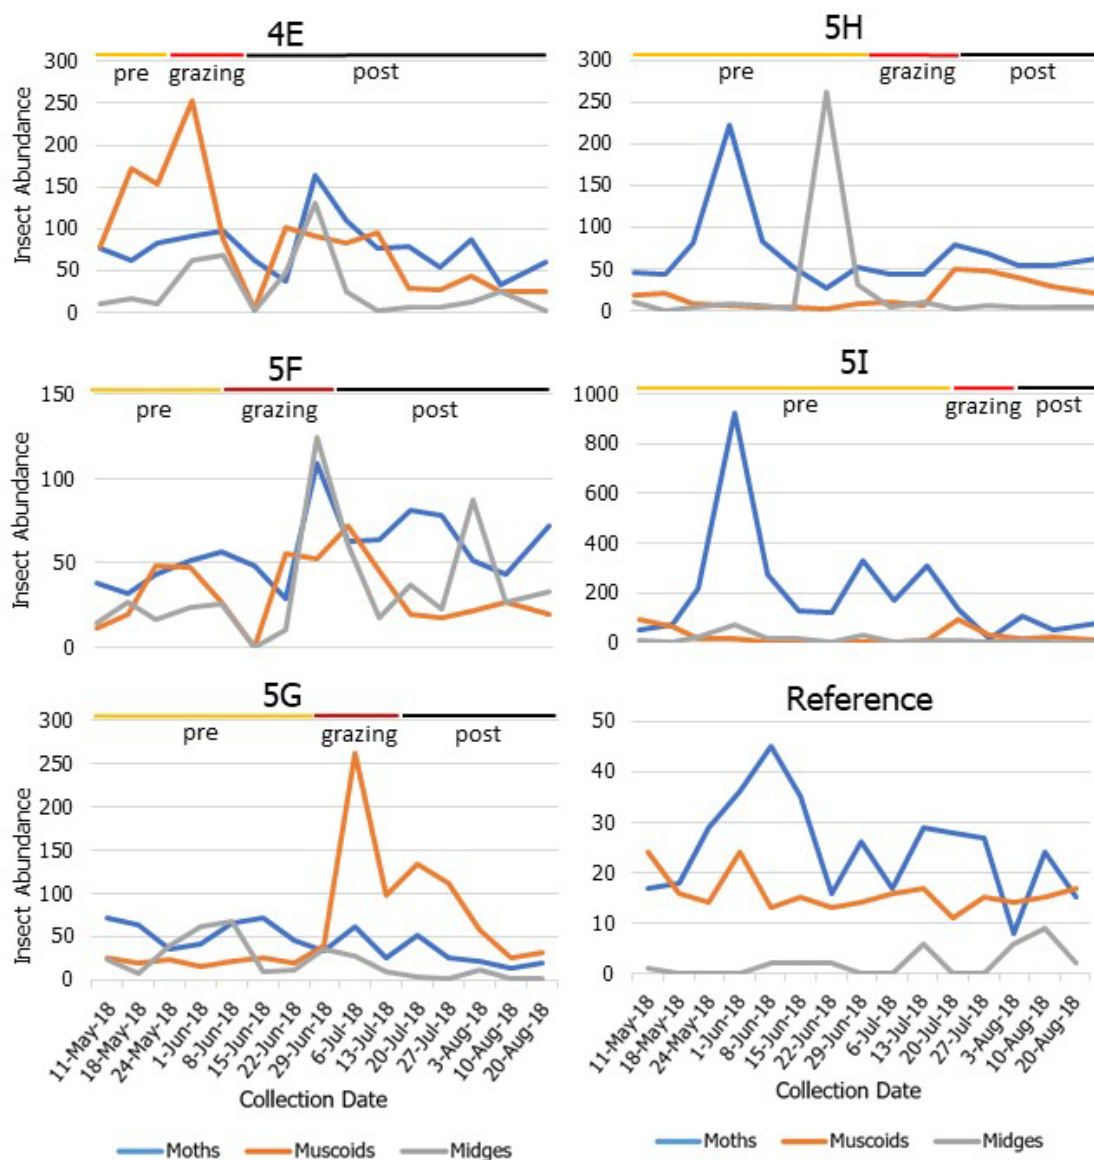 4E
pre grazing post
Insect Abundance
300
250
200
150
100
50
0
5H
pre grazing post
300
250
200
150
100
50
0
5F
pre grazing post
Insect Abundance
150
100
50
0
5I
pre grazing post
1000
800
600
400
200
0
5G
pre grazing post
Insect Abundance
300
250
200
150
100
50
0
11-May-18
18-May-18
24-May-18
1-Jun-18
8-Jun-18
15-Jun-18
22-Jun-18
29-Jun-18
6-Jul-18
13-Jul-18
20-Jul-18
27-Jul-18
3-Aug-18
10-Aug-18
20-Aug-18
Collection Date
Moths Muscoids Midges
Reference
50
40
30
20
10
0
11-May-18
18-May-18
24-May-18
1-Jun-18
8-Jun-18
15-Jun-18
22-Jun-18
29-Jun-18
6-Jul-18
13-Jul-18
20-Jul-18
27-Jul-18
3-Aug-18
10-Aug-18
20-Aug-18
Collection Date
Moths Muscoids Midges